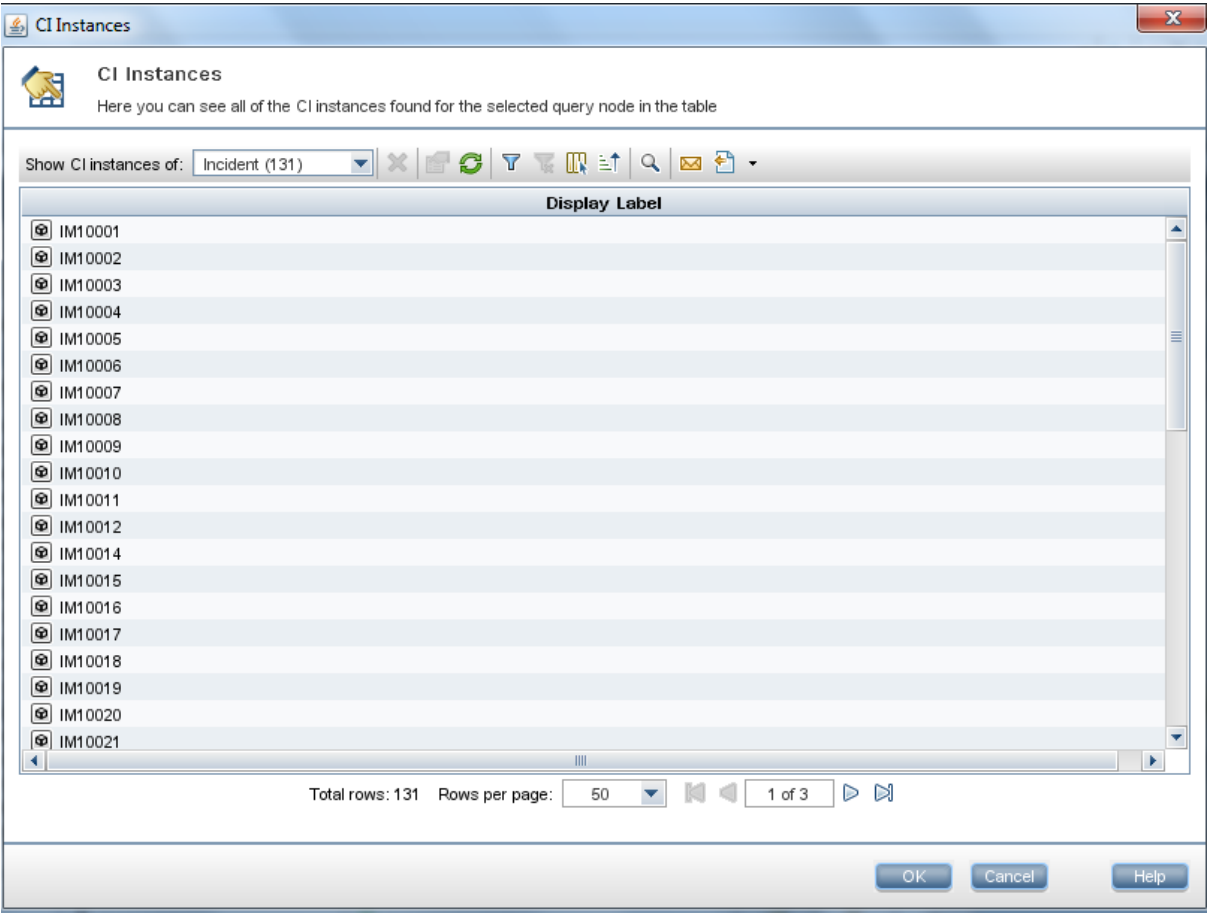 CI Instances
CI Instances
Here you can see all of the CI instances found for the selected query node in the table
Show CI instances of: Incident (131)
Display Label
IM10001
IM10002
IM10003
IM10004
IM10005
IM10006
IM10007
IM10008
IM10009
IM10010
IM10011
IM10012
IM10014
IM10015
IM10016
IM10017
IM10018
IM10019
IM10020
IM10021
Total rows: 131 Rows per page: 50 1 of 3
OK Cancel Help